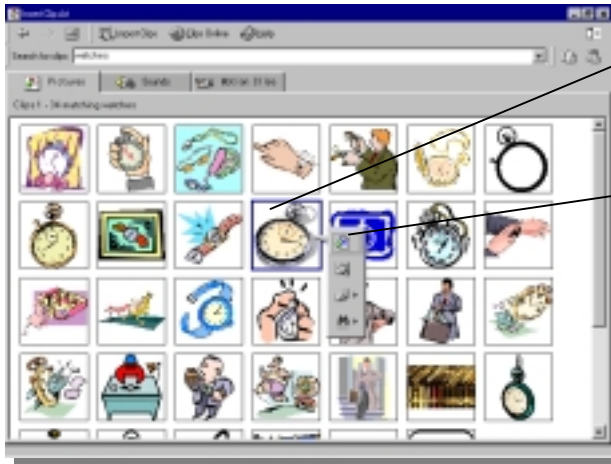 Insert ClipArt
Import Clips Clips Online Help
Search for clips: watches
Pictures Sounds Motion Clips
Clips 1 - 34 matching watches